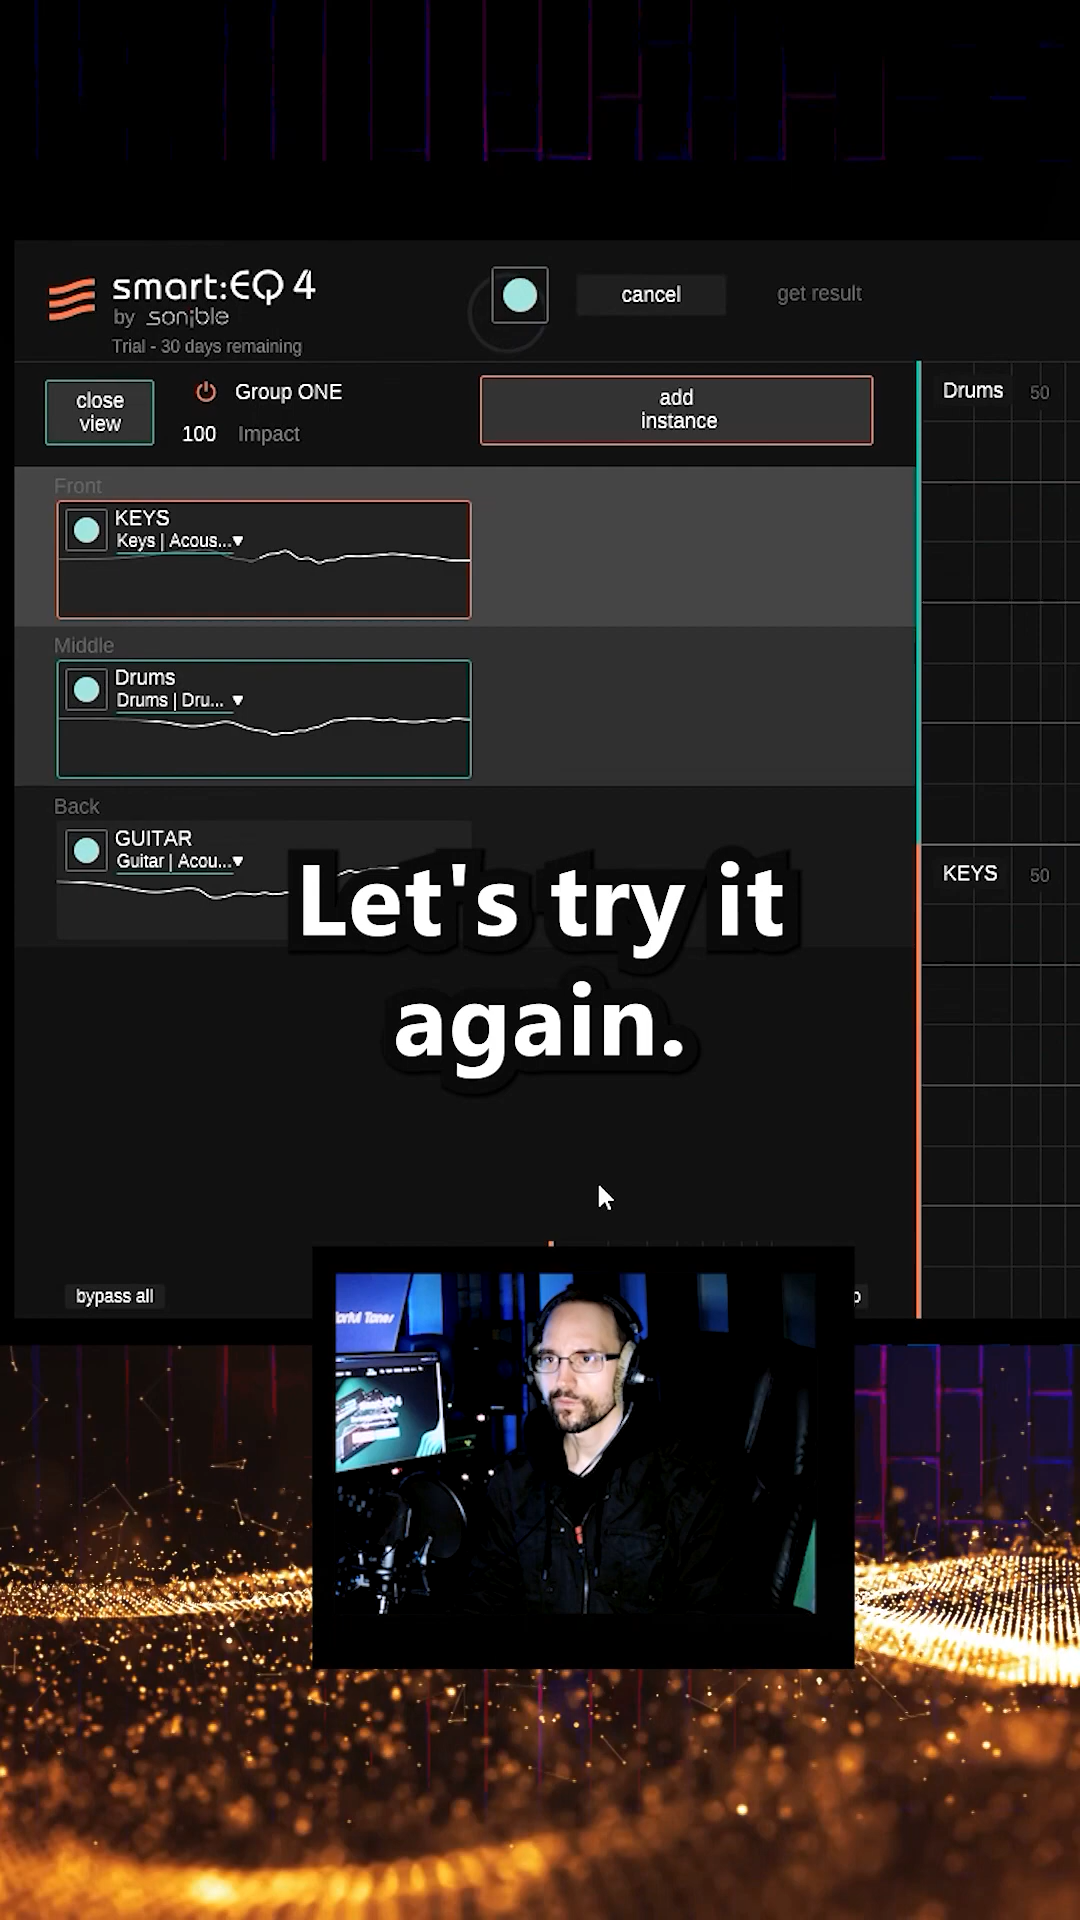 smart:EQ 4
by sonible
Trial - 30 days remaining
cancel
get result
close
view
Group ONE
100 Impact
add
instance
Drums 50
Front
KEYS
Keys | Acous...▼
Middle
Drums
Drums | Dru... ▼
Back
GUITAR
Guitar | Acou...▼
KEYS 50
Let's try it
again.
bypass all